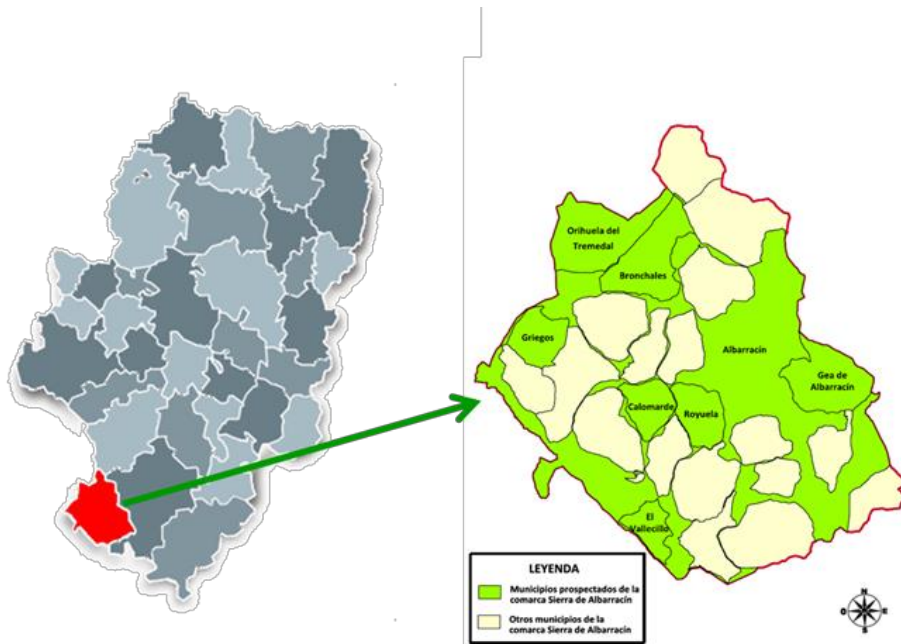 Orihuela del
Tremedal
Bronchales
Griegos
Albarracín
Gea de
Albarracín
Calomarde
Royuela
El
Vallecillo
LEYENDA
Municipios prospectados de la
comarca Sierra de Albarracín
Otros municipios de la
comarca Sierra de Albarracín
N
O
E
S